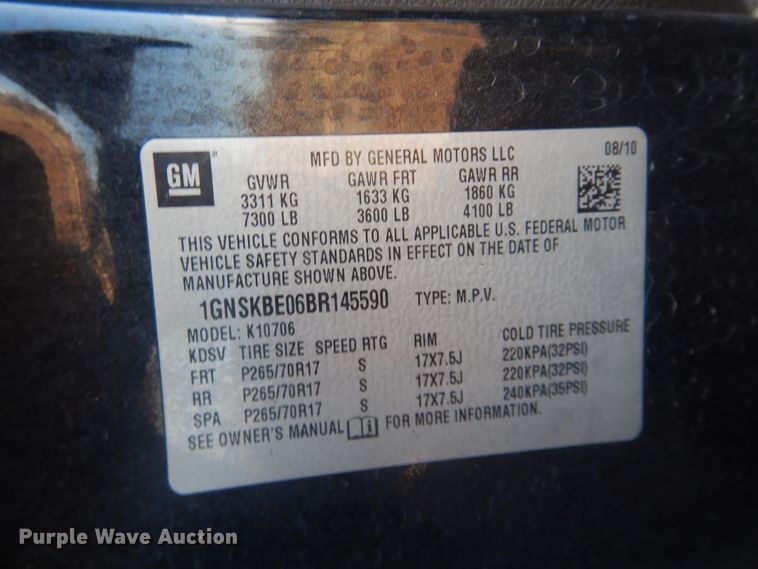 GM
MFD BY GENERAL MOTORS LLC
08/10
GVWR GAWR FRT GAWR RR
3311 KG 1633 KG 1860 KG
7300 LB 3600 LB 4100 LB
THIS VEHICLE CONFORMS TO ALL APPLICABLE U.S. FEDERAL MOTOR
VEHICLE SAFETY STANDARDS IN EFFECT ON THE DATE OF
MANUFACTURE SHOWN ABOVE.
1GNSKBE06BR145590 TYPE: M.P.V.
MODEL: K10706
KDSV TIRE SIZE SPEED RTG RIM COLD TIRE PRESSURE
FRT P265/70R17 S 17X7.5J 220KPA(32PSI)
RR P265/70R17 S 17X7.5J 220KPA(32PSI)
SPA P265/70R17 S 17X7.5J 240KPA(35PSI)
SEE OWNER'S MANUAL i FOR MORE INFORMATION.
Purple Wave Auction